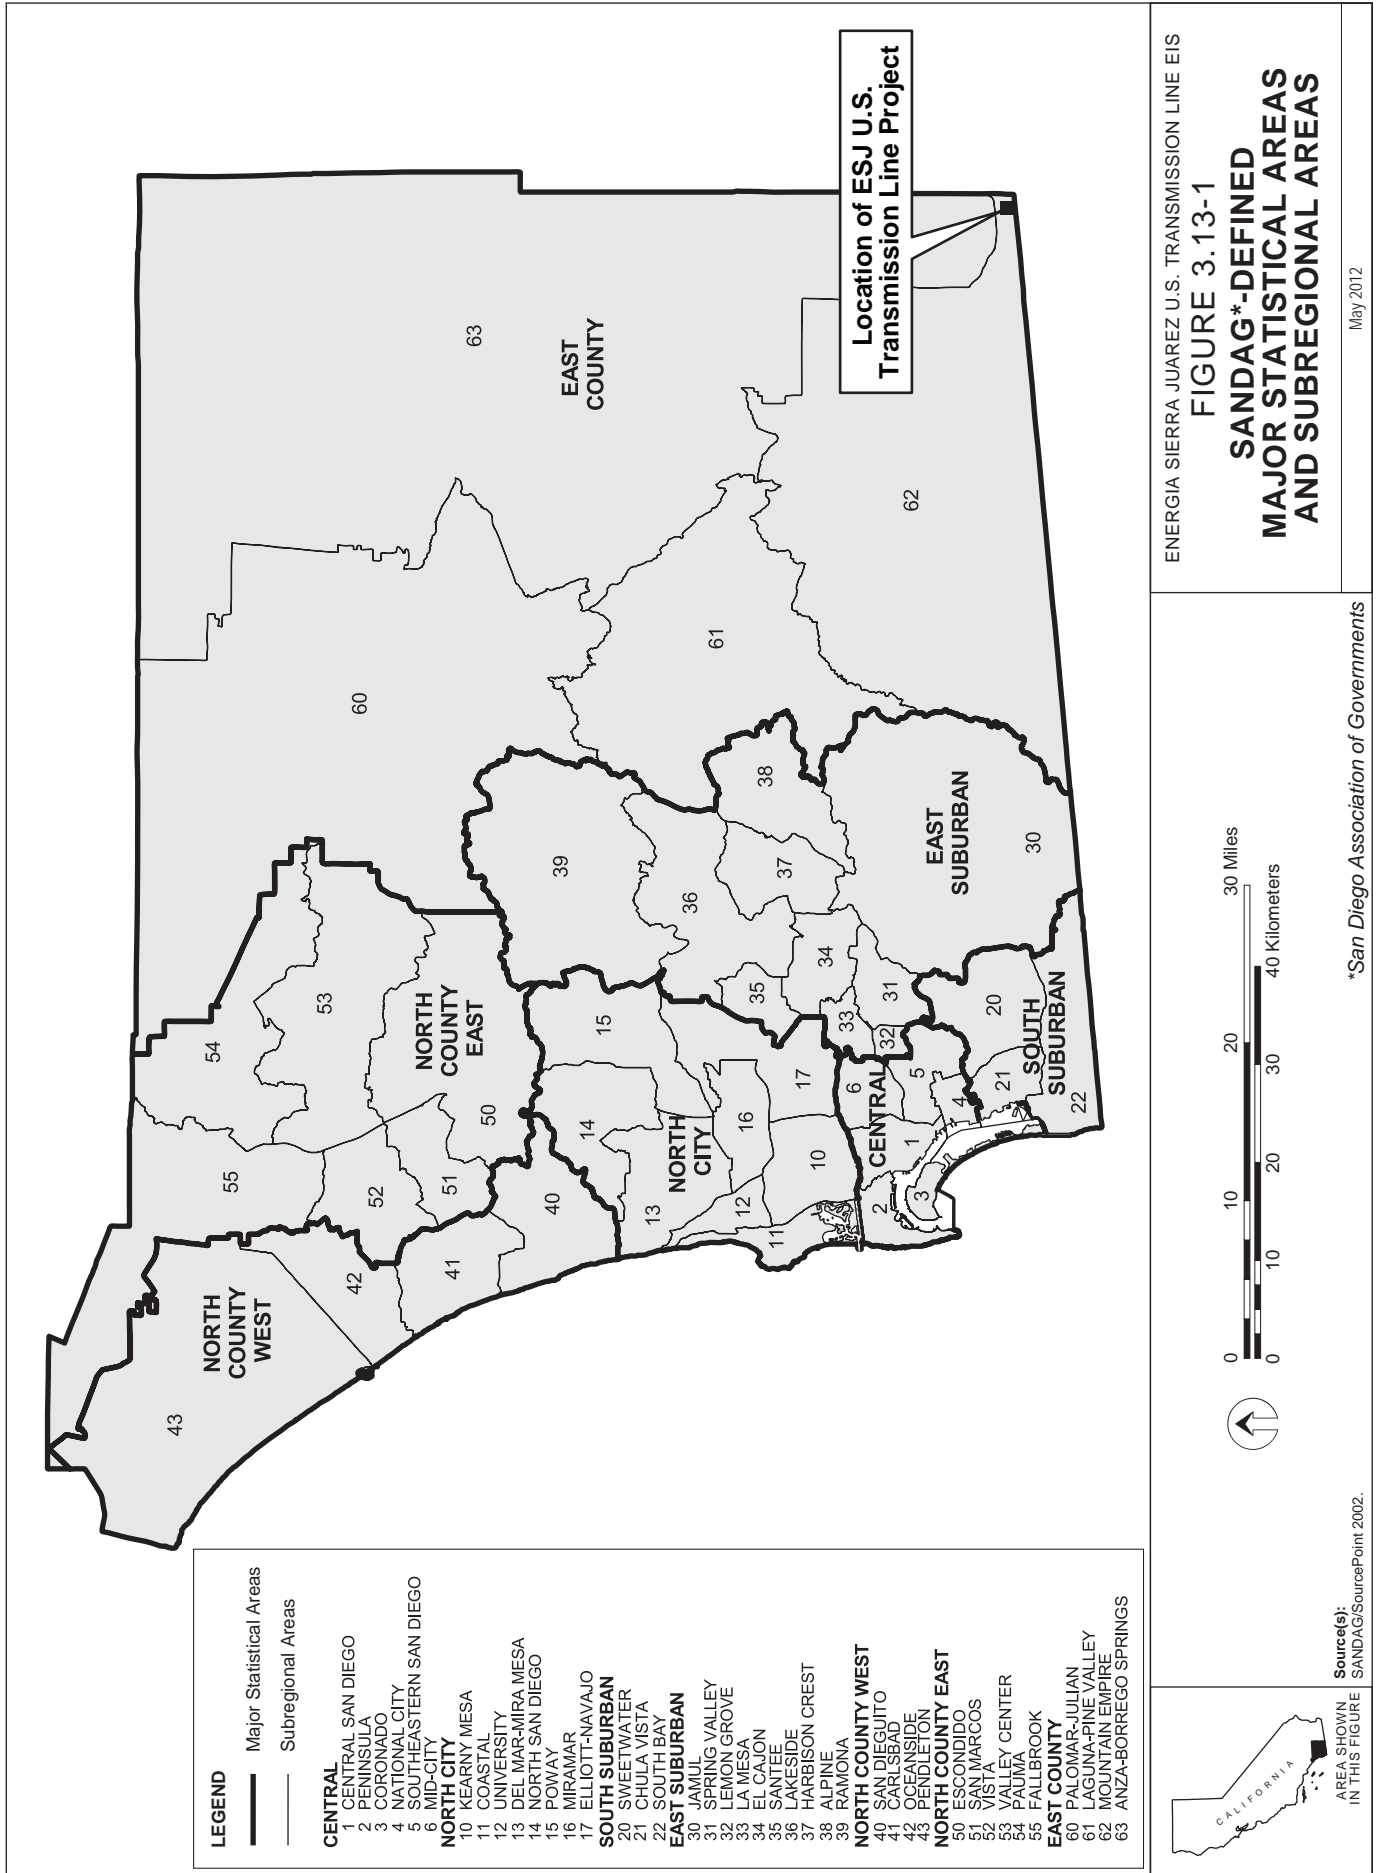 LEGEND
Major Statistical Areas
Subregional Areas
CENTRAL
1 CENTRAL SAN DIEGO
2 PENINSULA
3 CORONADO
4 NATIONAL CITY
5 SOUTHEASTERN SAN DIEGO
6 MID-CITY
NORTH CITY
10 KEARNY MESA
11 COASTAL
12 UNIVERSITY
13 DEL MAR-MIRA MESA
14 NORTH SAN DIEGO
15 POWAY
16 MIRAMAR
17 ELLIOTT-NAVAJO
SOUTH SUBURBAN
20 SWEETWATER
21 CHULA VISTA
22 SOUTH BAY
EAST SUBURBAN
30 JAMUL
31 SPRING VALLEY
32 LEMON GROVE
33 LA MESA
34 EL CAJON
35 SANTEE
36 LAKESIDE
37 HARBISON CREST
38 ALPINE
39 RAMONA
NORTH COUNTY WEST
40 SAN DIEGUITO
41 CARLSBAD
42 OCEANSIDE
43 PENDLETON
NORTH COUNTY EAST
50 ESCONDIDO
51 SAN MARCOS
52 VISTA
53 VALLEY CENTER
54 PAUMA
55 FALLBROOK
EAST COUNTY
60 PALOMAR-JULIAN
61 LAGUNA-PINE VALLEY
62 MOUNTAIN EMPIRE
63 ANZA-BORREGO SPRINGS
43
NORTH
COUNTY
WEST
42
41
40
55
52
51
50
54
53
NORTH
COUNTY
EAST
60
63
EAST
COUNTY
39
15
14
13
NORTH
CITY
16
12
11
10
17
36
35
37
38
34
33
31
32
61
62
EAST
SUBURBAN
30
6
CENTRAL
5
4
1
2
3
20
21
SOUTH
SUBURBAN
22
Location of ESJ U.S.
Transmission Line Project
0 10 20 30 Miles
0 10 20 30 40 Kilometers
CALIFORNIA
AREA SHOWN
IN THIS FIGURE
Source(s):
SANDAG/SourcePoint 2002.
*San Diego Association of Governments
ENERGIA SIERRA JUAREZ U.S. TRANSMISSION LINE EIS
FIGURE 3.13-1
SANDAG*-DEFINED
MAJOR STATISTICAL AREAS
AND SUBREGIONAL AREAS
May 2012